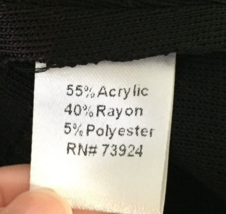 55% Acrylic
40% Rayon
5% Polyester
RN# 73924